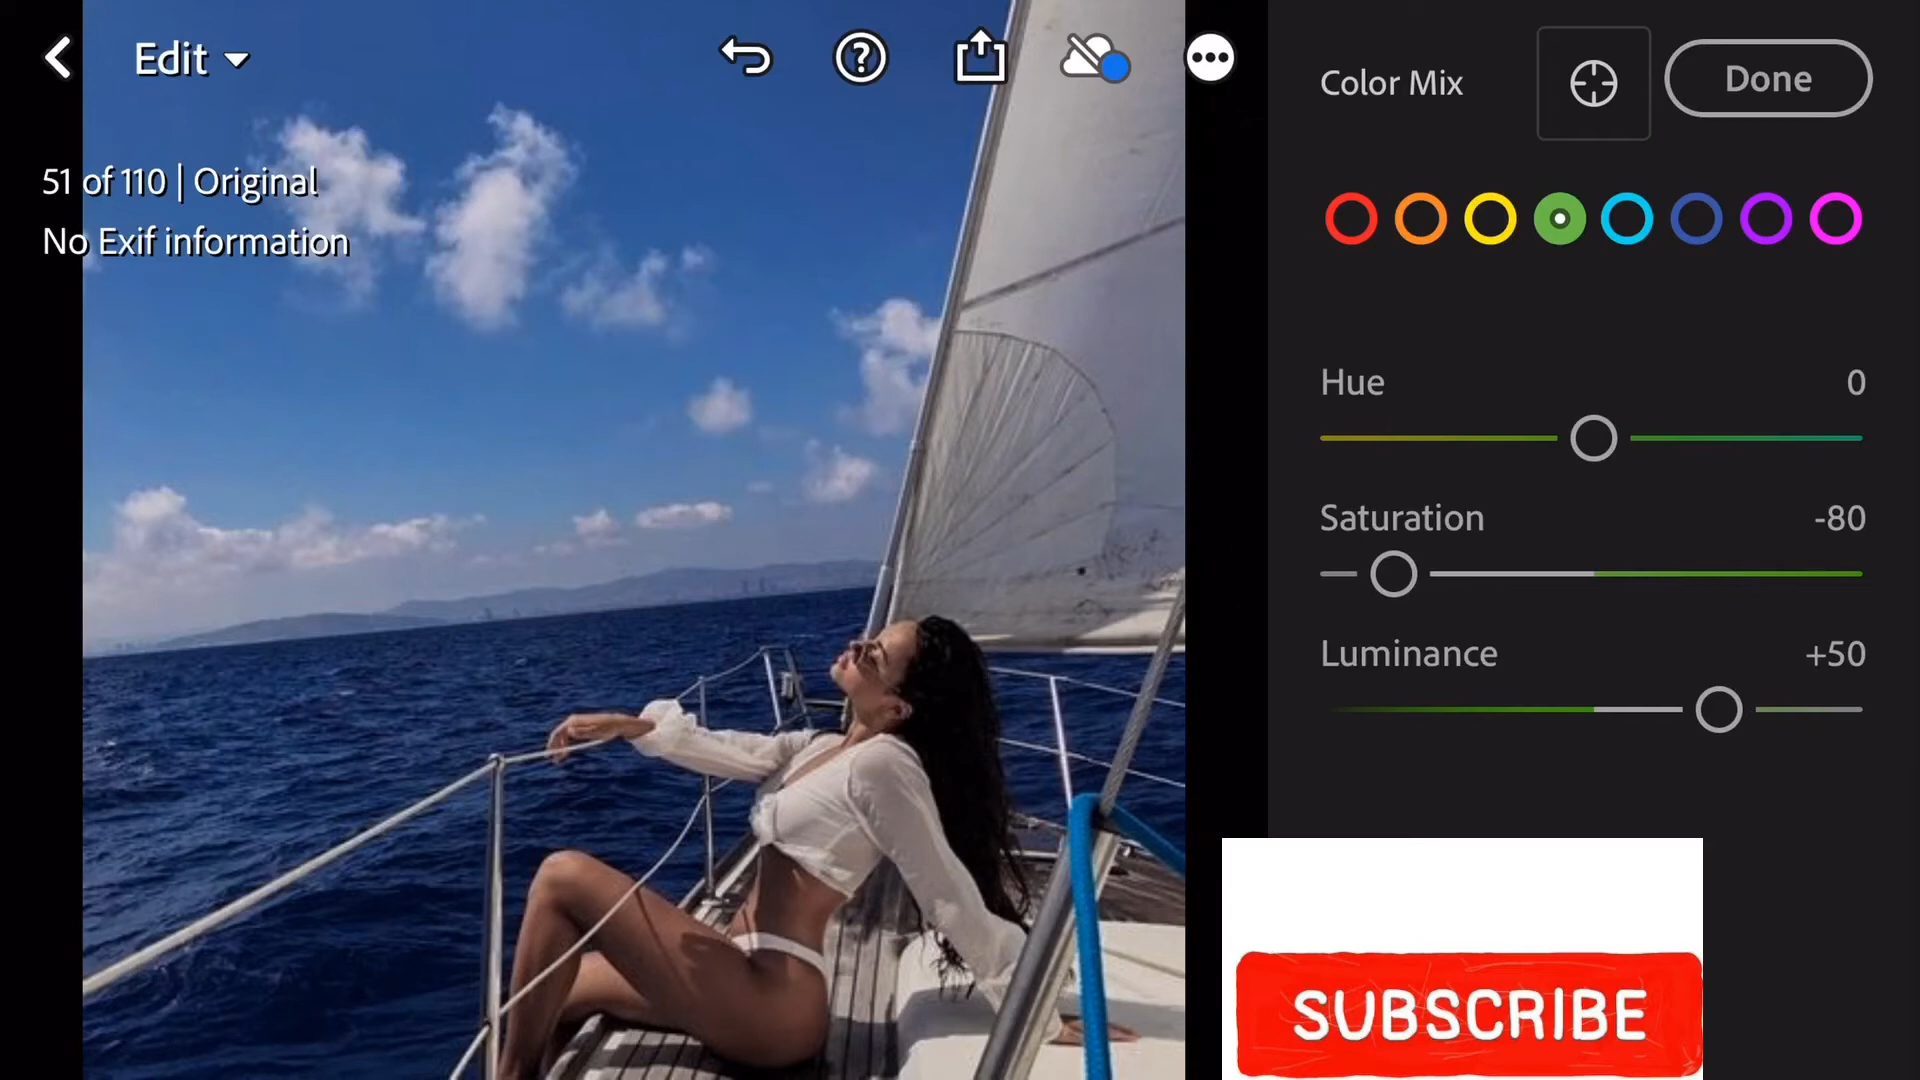 Edit
51 of 110 | Original
No Exif information
Color Mix
Done
Hue 0
Saturation -80
Luminance +50
SUBSCRIBE